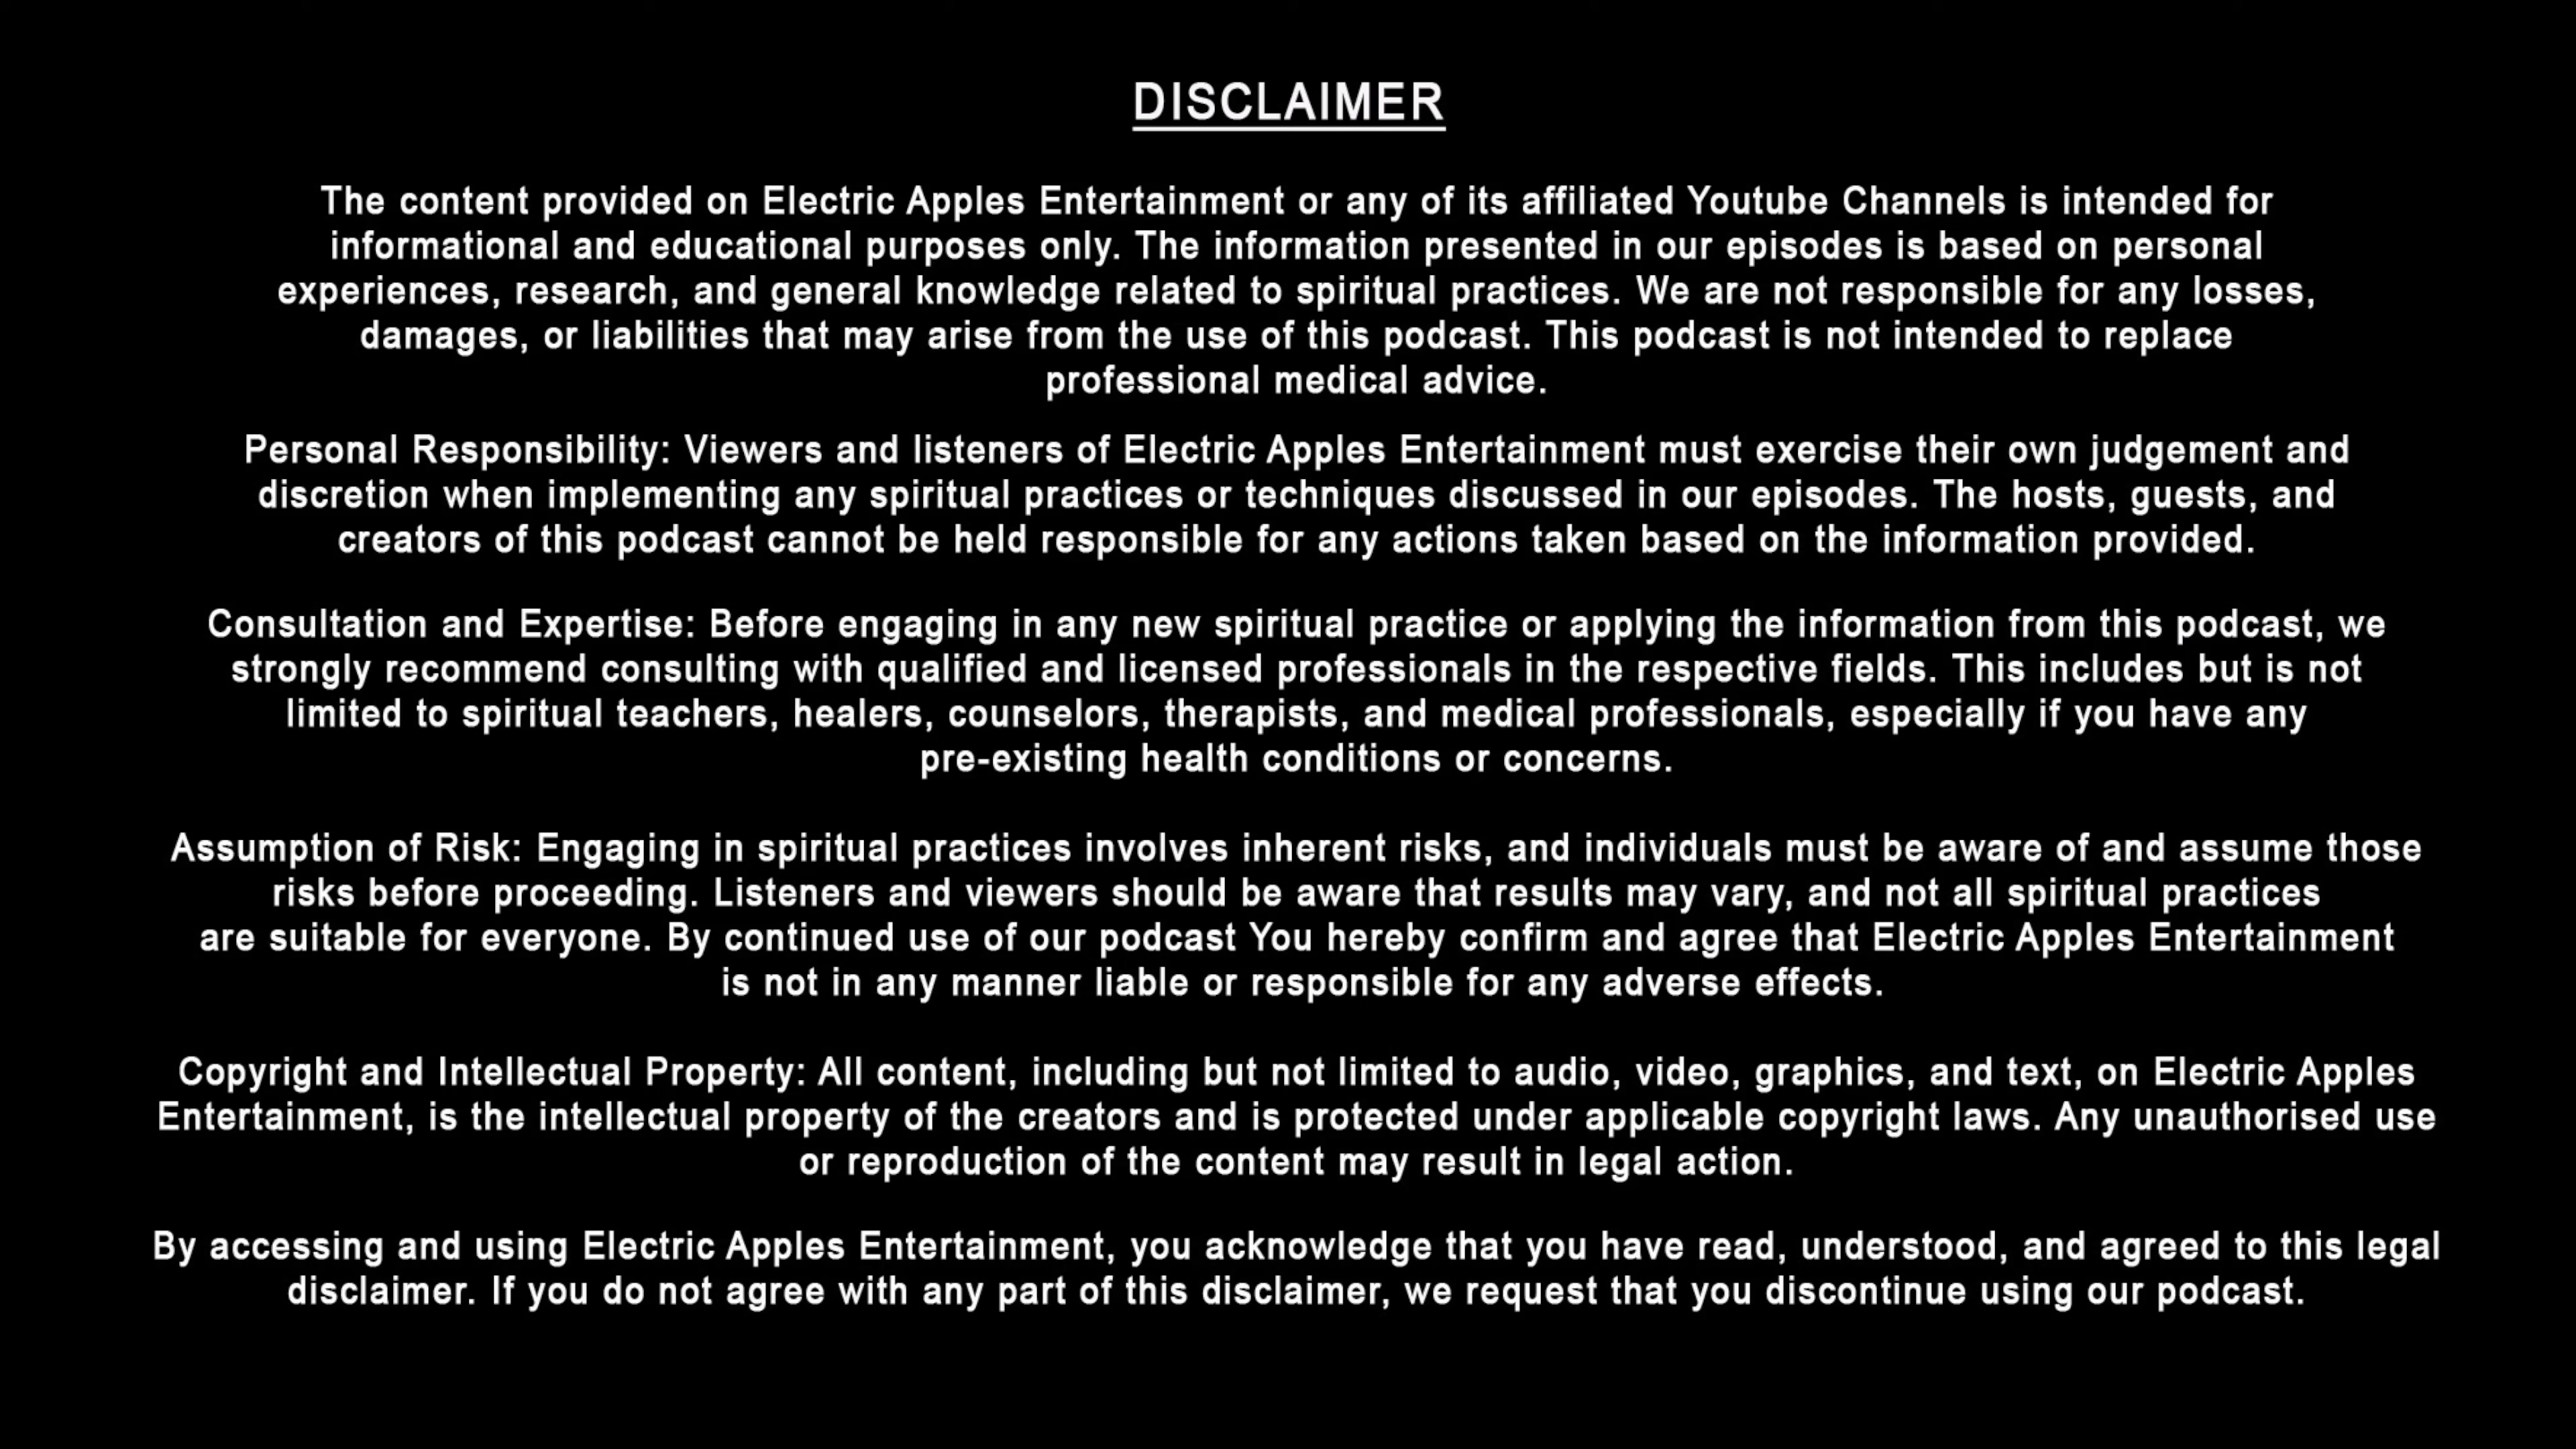 DISCLAIMER
The content provided on Electric Apples Entertainment or any of its affiliated Youtube Channels is intended for
informational and educational purposes only. The information presented in our episodes is based on personal
experiences, research, and general knowledge related to spiritual practices. We are not responsible for any losses,
damages, or liabilities that may arise from the use of this podcast. This podcast is not intended to replace
professional medical advice.
Personal Responsibility: Viewers and listeners of Electric Apples Entertainment must exercise their own judgement and
discretion when implementing any spiritual practices or techniques discussed in our episodes. The hosts, guests, and
creators of this podcast cannot be held responsible for any actions taken based on the information provided.
Consultation and Expertise: Before engaging in any new spiritual practice or applying the information from this podcast, we
strongly recommend consulting with qualified and licensed professionals in the respective fields. This includes but is not
limited to spiritual teachers, healers, counselors, therapists, and medical professionals, especially if you have any
pre-existing health conditions or concerns.
Assumption of Risk: Engaging in spiritual practices involves inherent risks, and individuals must be aware of and assume those
risks before proceeding. Listeners and viewers should be aware that results may vary, and not all spiritual practices
are suitable for everyone. By continued use of our podcast You hereby confirm and agree that Electric Apples Entertainment
is not in any manner liable or responsible for any adverse effects.
Copyright and Intellectual Property: All content, including but not limited to audio, video, graphics, and text, on Electric Apples
Entertainment, is the intellectual property of the creators and is protected under applicable copyright laws. Any unauthorised use
or reproduction of the content may result in legal action.
By accessing and using Electric Apples Entertainment, you acknowledge that you have read, understood, and agreed to this legal
disclaimer. If you do not agree with any part of this disclaimer, we request that you discontinue using our podcast.